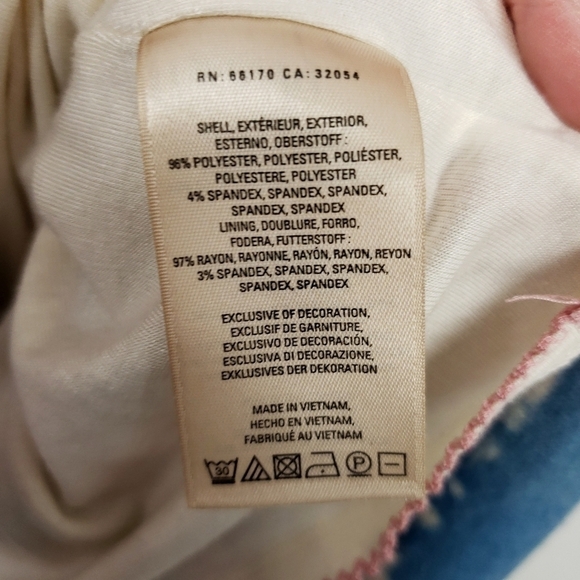 RN: 66170 CA: 32054
SHELL, EXTÉRIEUR, EXTERIOR,
ESTERNO, OBERSTOFF :
96% POLYESTER, POLYESTER, POLIÉSTER,
POLYESTERE, POLYESTER
4% SPANDEX, SPANDEX, SPANDEX,
SPANDEX, SPANDEX
LINING, DOUBLURE, FORRO,
FODERA, FUTTERSTOFF :
97% RAYON, RAYONNE, RAYÓN, RAYON, REYON
3% SPANDEX, SPANDEX, SPANDEX,
SPANDEX, SPANDEX
EXCLUSIVE OF DECORATION,
EXCLUSIF DE GARNITURE,
EXCLUSIVO DE DECORACIÓN,
ESCLUSIVA DI DECORAZIONE,
EXKLUSIVES DER DEKORATION
MADE IN VIETNAM,
HECHO EN VIETNAM,
FABRIQUÉ AU VIETNAM
30 P